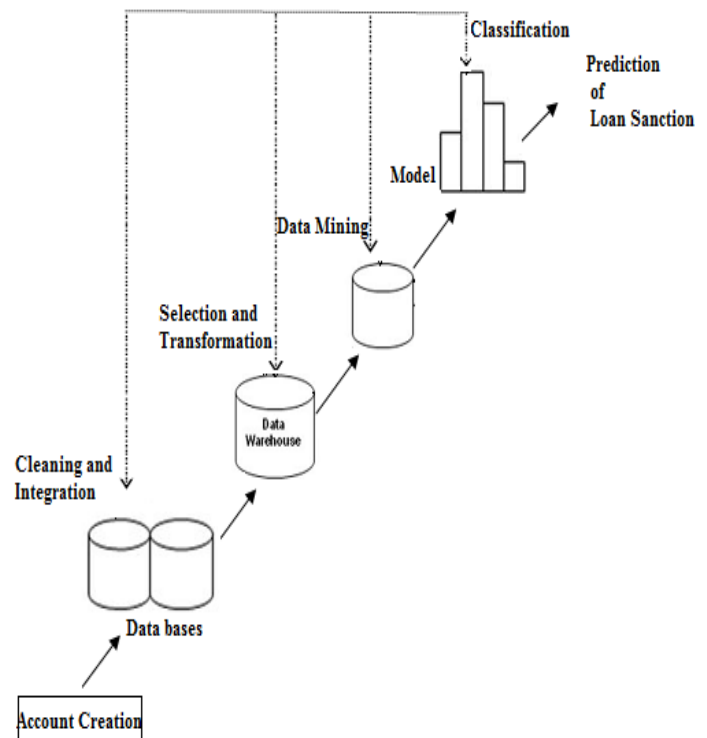 Classification
Prediction
of
Loan Sanction
Model
Data Mining
Selection and
Transformation
Data
Warehouse
Cleaning and
Integration
Data bases
Account Creation